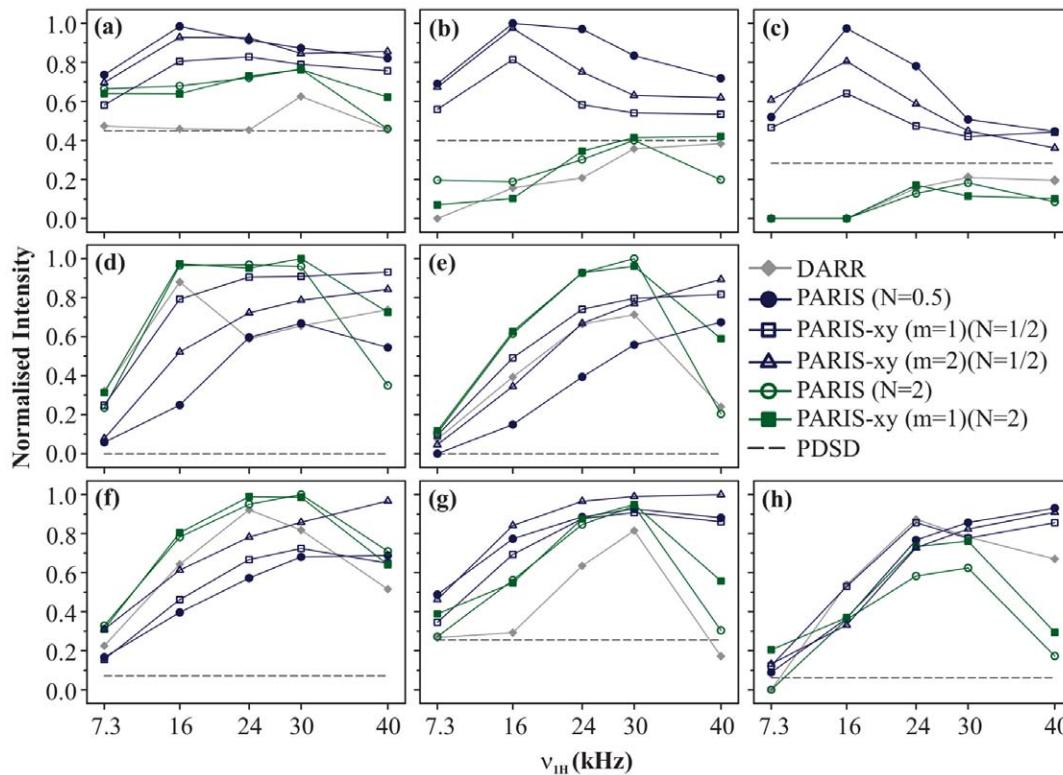 (a)
(b)
(c)
1.0
0.8
0.6
0.4
0.2
0.0
(d)
(e)
1.0
0.8
0.6
0.4
0.2
0.0
Normalised Intensity
DARR
PARIS (N=0.5)
PARIS-xy (m=1)(N=1/2)
PARIS-xy (m=2)(N=1/2)
PARIS (N=2)
PARIS-xy (m=1)(N=2)
PDSD
(f)
(g)
(h)
1.0
0.8
0.6
0.4
0.2
0.0
7.3 16 24 30 40 7.3 16 24 30 40 7.3 16 24 30 40
ν1H (kHz)